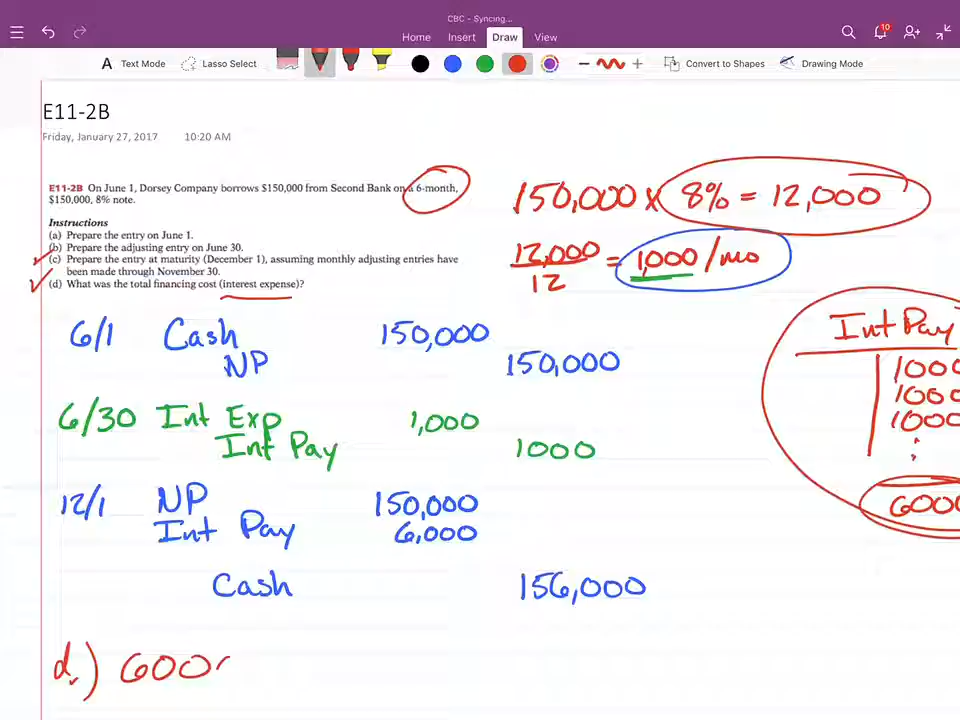 CBC - Syncing...
Home Insert Draw View
10
A Text Mode Lasso Select Convert to Shapes Drawing Mode
E11-2B
Friday, January 27, 2017 10:20 AM
E11-2B On June 1, Dorsey Company borrows $150,000 from Second Bank on a 6-month,
$150,000, 8% note.
Instructions
(a) Prepare the entry on June 1.
(b) Prepare the adjusting entry on June 30.
(c) Prepare the entry at maturity (December 1), assuming monthly adjusting entries have
been made through November 30.
(d) What was the total financing cost (interest expense)?
150,000 x 8% = 12,000
12,000
12
= 1,000 /mo
6/1 Cash 150,000
NP 150,000
6/30 Int Exp 1,000
Int Pay 1000
12/1 NP 150,000
Int Pay 6,000
Cash 156,000
Int Pay
1000
1000
1000
:
6000
d.) 600